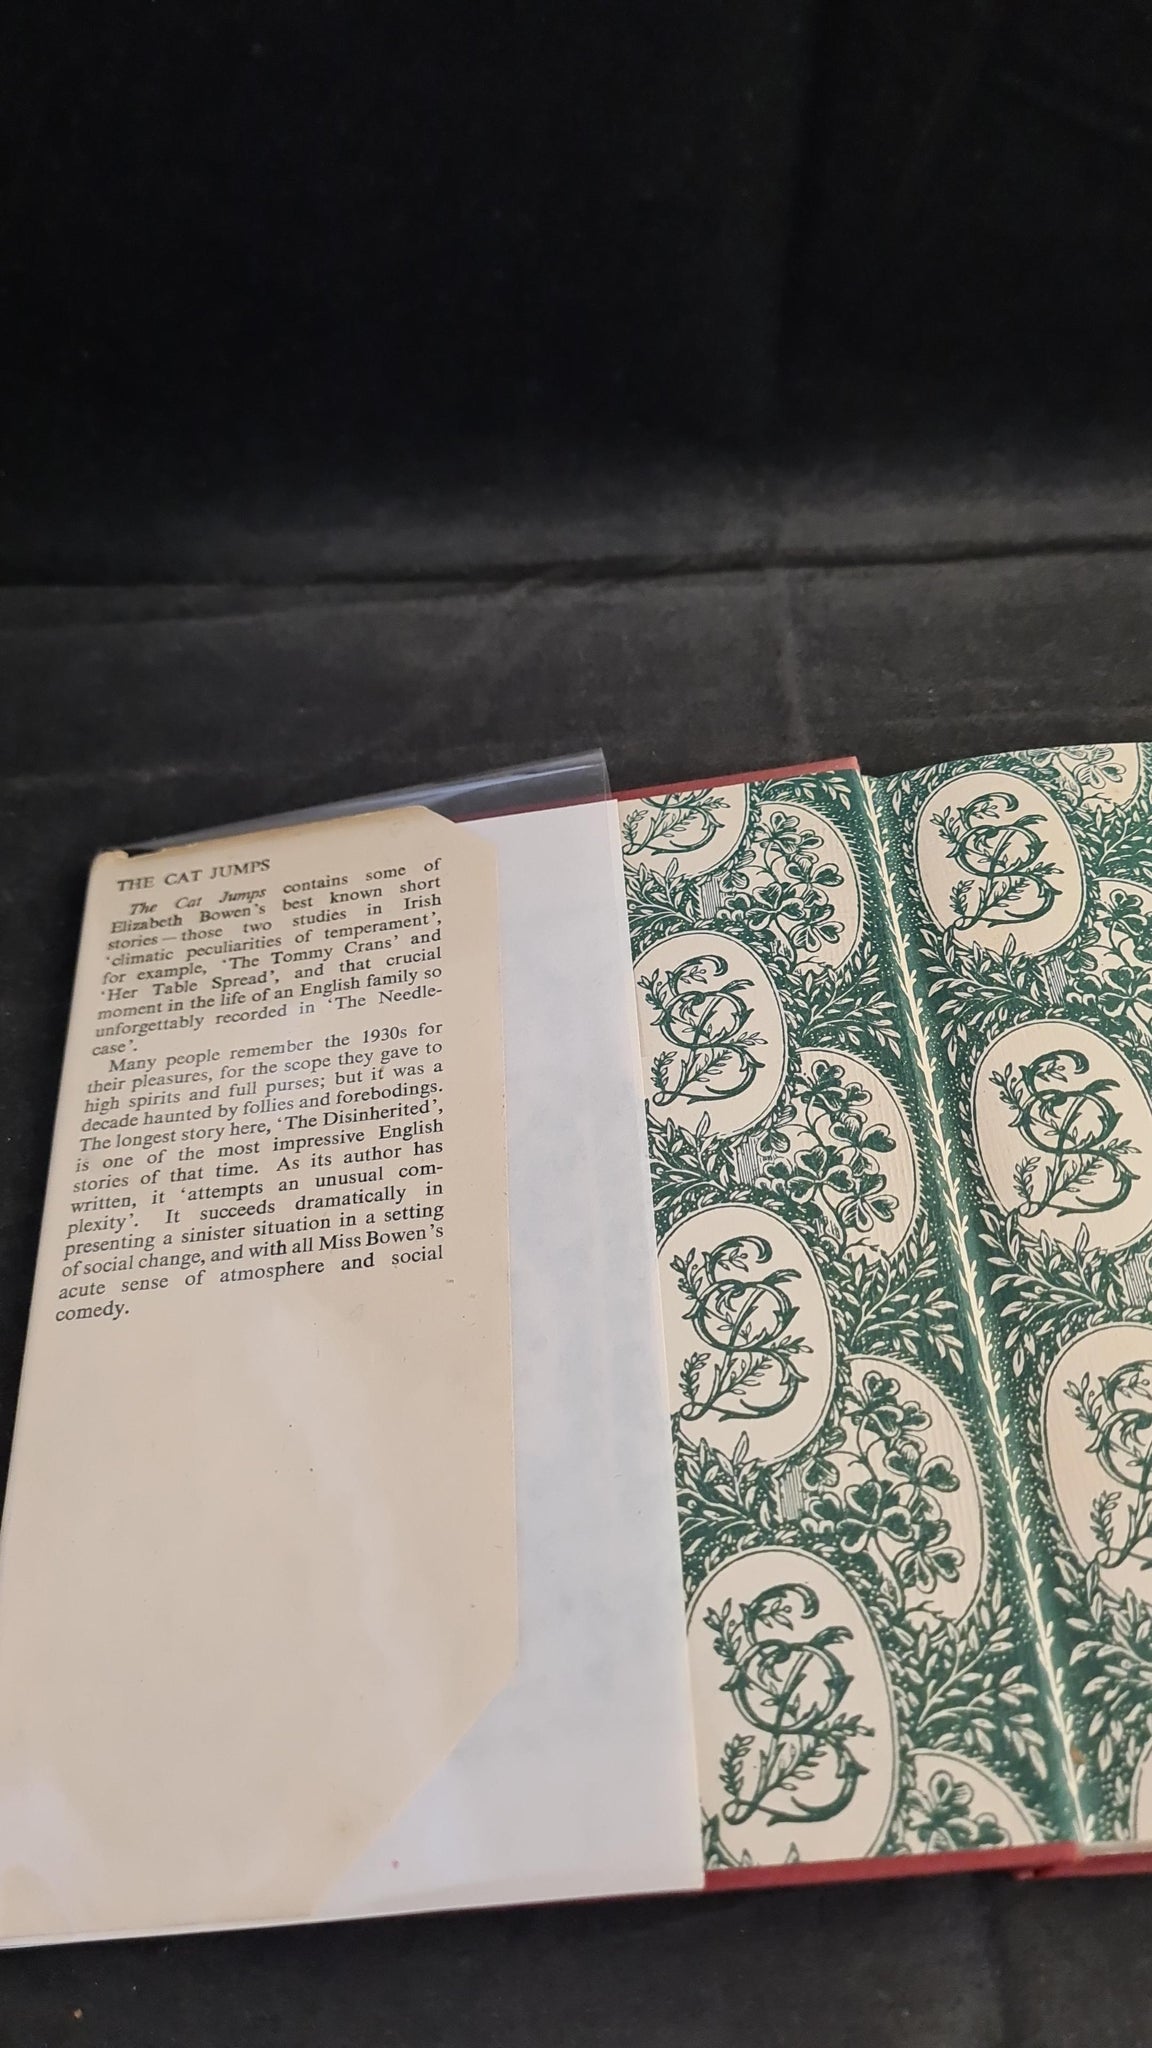 THE CAT JUMPS
The Cat Jumps contains some of
Elizabeth Bowen's best known short
stories — those two studies in Irish
'climatic peculiarities of temperament',
for example, 'The Tommy Crans' and
'Her Table Spread', and that crucial
moment in the life of an English family so
unforgettably recorded in 'The Needle-
case'.
Many people remember the 1930s for
their pleasures, for the scope they gave to
high spirits and full purses; but it was a
decade haunted by follies and forebodings.
The longest story here, 'The Disinherited',
is one of the most impressive English
stories of that time. As its author has
written, it 'attempts an unusual com-
plexity'. It succeeds dramatically in
presenting a sinister situation in a setting
of social change, and with all Miss Bowen's
acute sense of atmosphere and social
comedy.